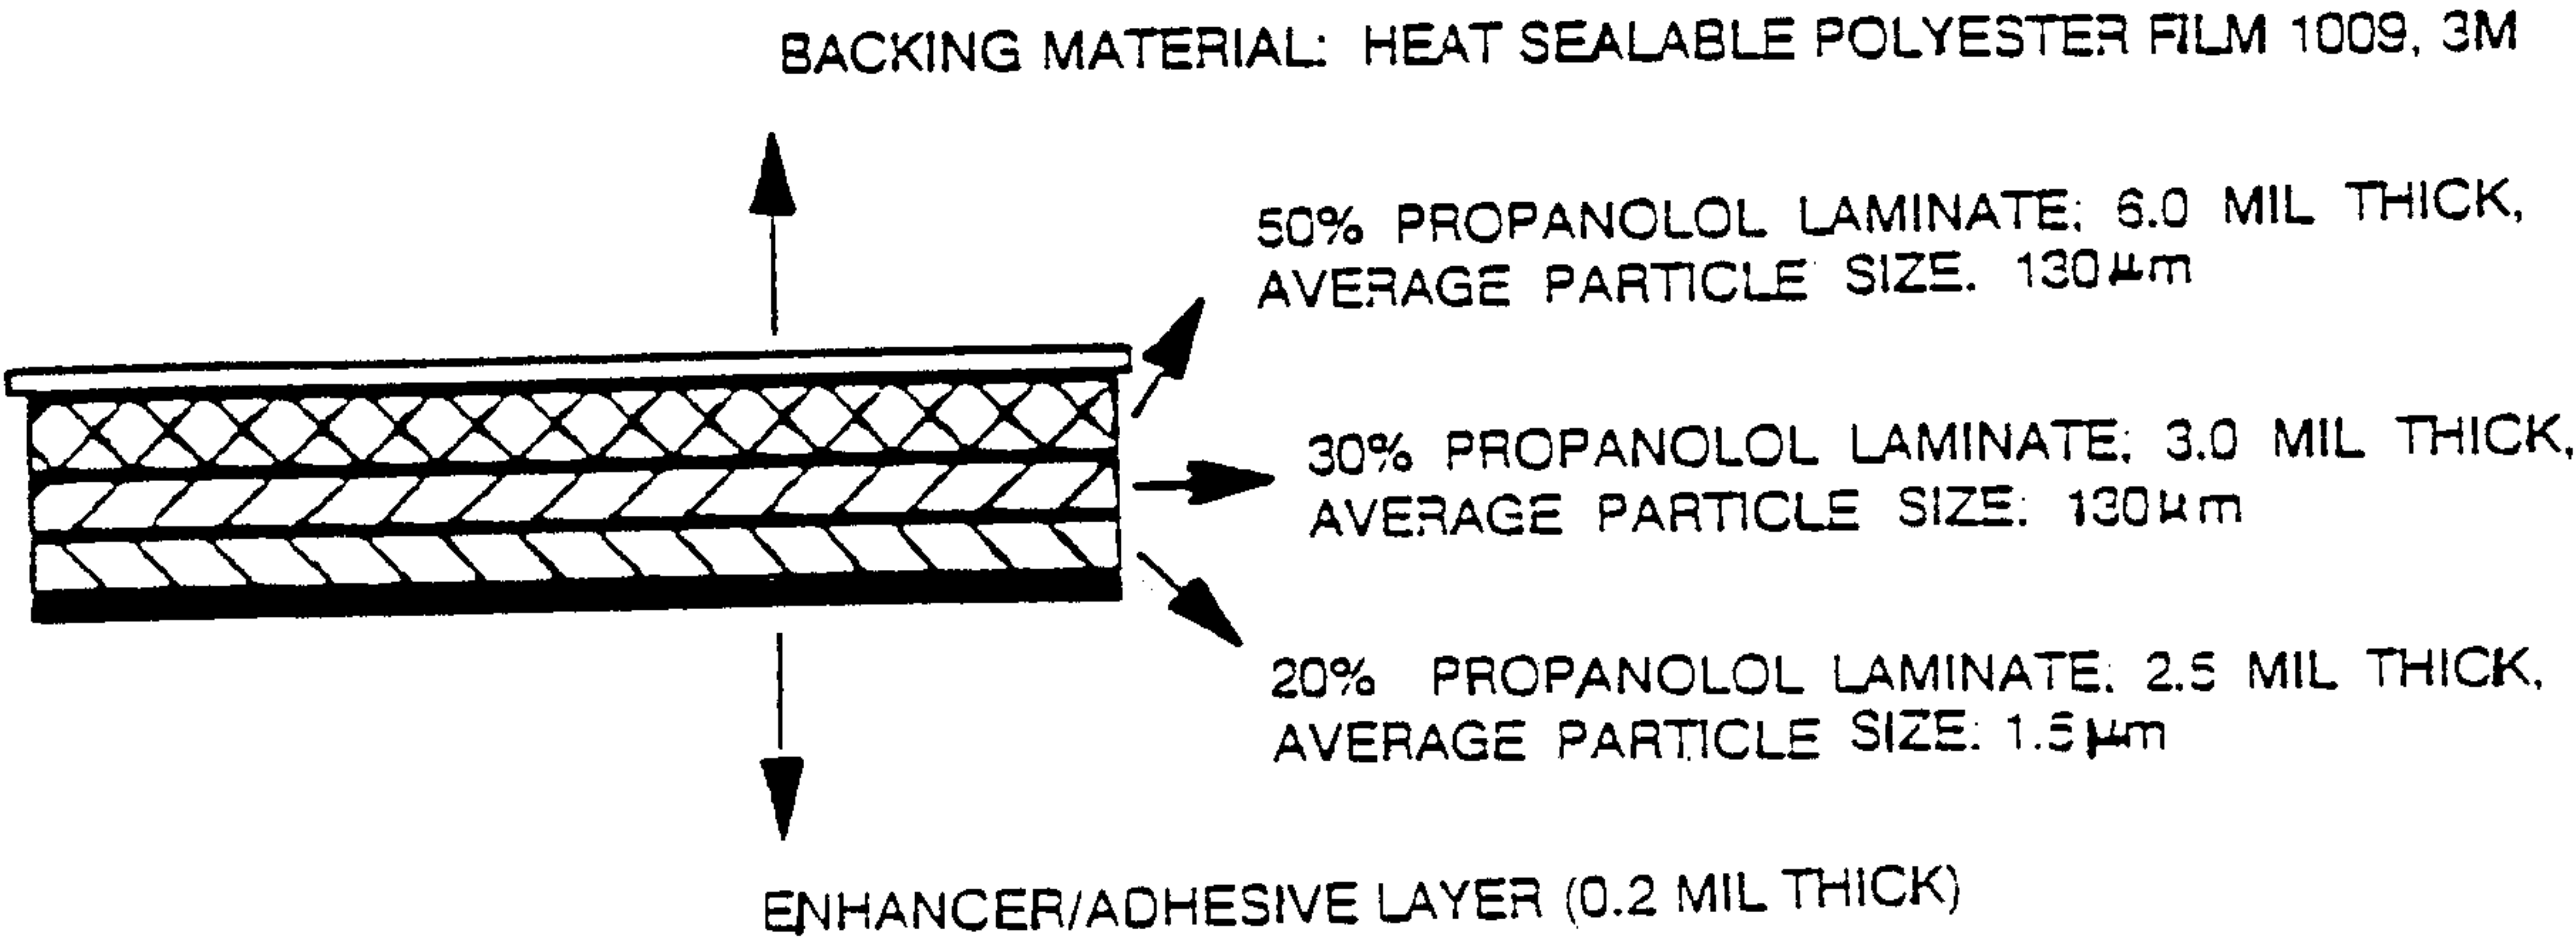 BACKING MATERIAL: HEAT SEALABLE POLYESTER FILM 1009, 3M
50% PROPANOLOL LAMINATE: 6.0 MIL THICK,
AVERAGE PARTICLE SIZE. 130μm
30% PROPANOLOL LAMINATE: 3.0 MIL THICK,
AVERAGE PARTICLE SIZE: 130μm
20% PROPANOLOL LAMINATE: 2.5 MIL THICK,
AVERAGE PARTICLE SIZE: 1.5μm
ENHANCER/ADHESIVE LAYER (0.2 MIL THICK)